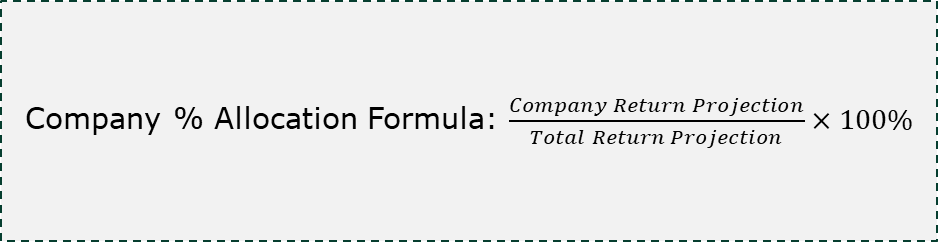 Company % Allocation Formula: Company Return Projection / Total Return Projection × 100%